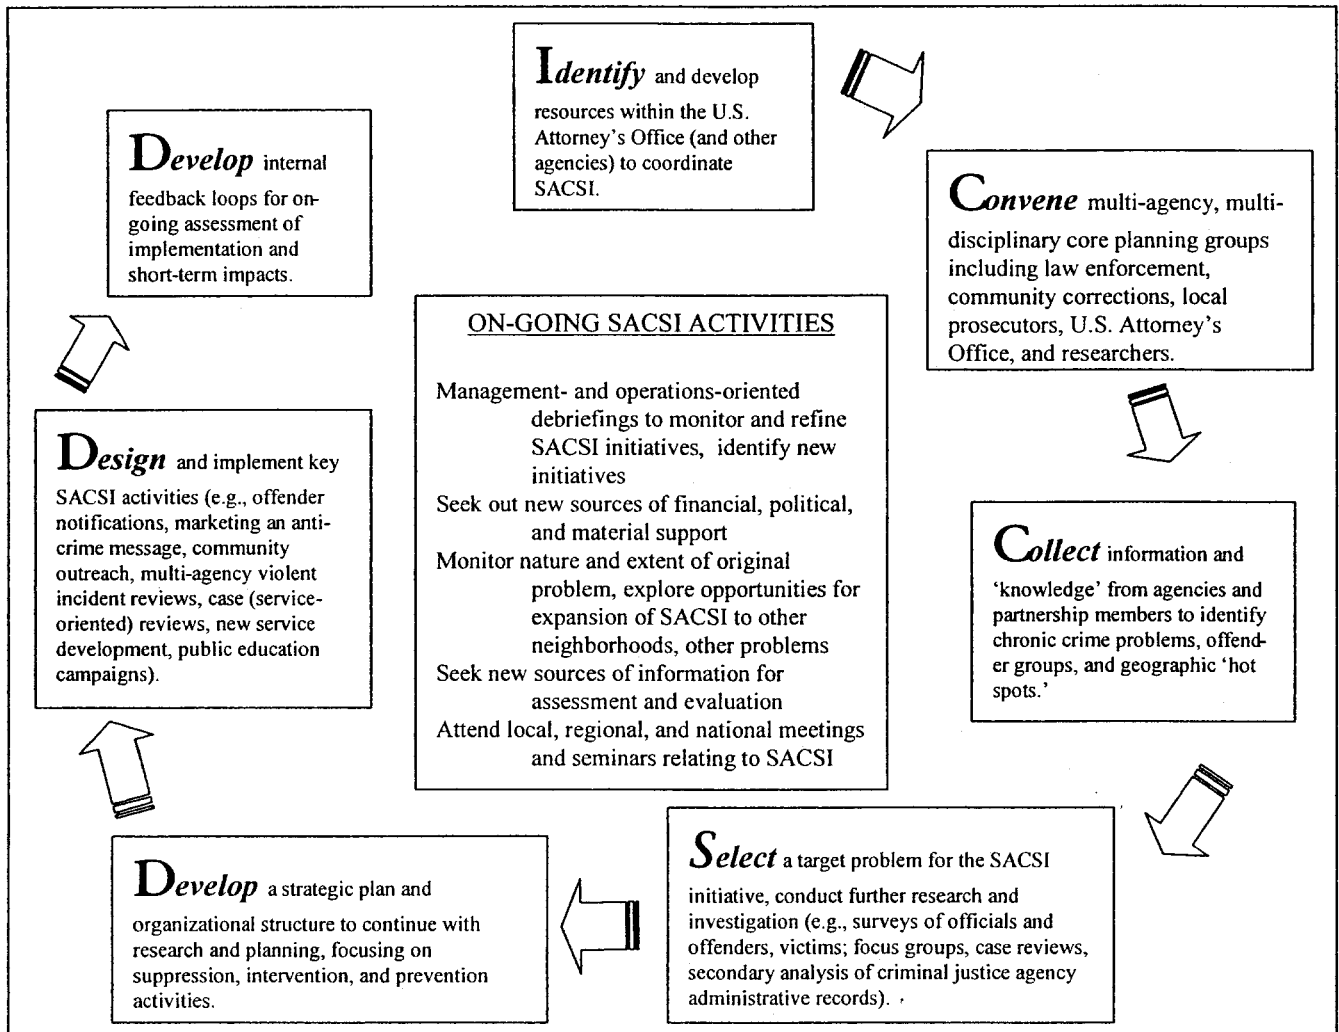 Identify and develop
resources within the U.S.
Attorney's Office (and other
agencies) to coordinate
SACSI.
Convene multi-agency, multi-
disciplinary core planning groups
including law enforcement,
community corrections, local
prosecutors, U.S. Attorney's
Office, and researchers.
Collect information and
'knowledge' from agencies and
partnership members to identify
chronic crime problems, offend-
er groups, and geographic 'hot
spots.'
Select a target problem for the SACSI
initiative, conduct further research and
investigation (e.g., surveys of officials and
offenders, victims; focus groups, case reviews,
secondary analysis of criminal justice agency
administrative records).
Develop a strategic plan and
organizational structure to continue with
research and planning, focusing on
suppression, intervention, and prevention
activities.
Design and implement key
SACSI activities (e.g., offender
notifications, marketing an anti-
crime message, community
outreach, multi-agency violent
incident reviews, case (service-
oriented) reviews, new service
development, public education
campaigns).
Develop internal
feedback loops for on-
going assessment of
implementation and
short-term impacts.
ON-GOING SACSI ACTIVITIES
Management- and operations-oriented
debriefings to monitor and refine
SACSI initiatives, identify new
initiatives
Seek out new sources of financial, political,
and material support
Monitor nature and extent of original
problem, explore opportunities for
expansion of SACSI to other
neighborhoods, other problems
Seek new sources of information for
assessment and evaluation
Attend local, regional, and national meetings
and seminars relating to SACSI